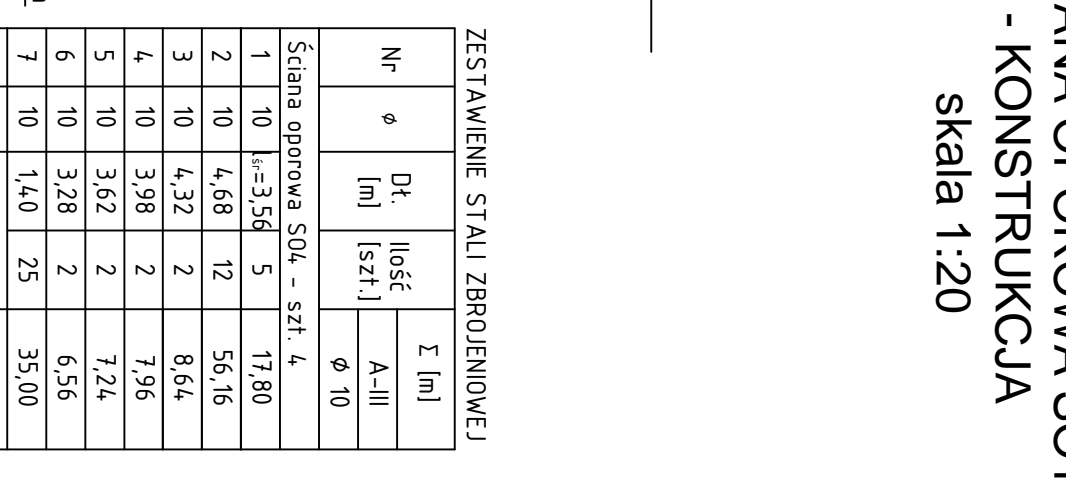 - KONSTRUKCJA
skala 1:20
ZESTAWIENIE STALI ZBROJENIOWEJ
Nr ø Dł. [m] Ilość [szt.] Σ [m]
A-III
ø 10
Ściana oporowa SO4 - szt. 4
1 10 lśr=3,56 5 17,80
2 10 4,68 12 56,16
3 10 4,32 2 8,64
4 10 3,98 2 7,96
5 10 3,62 2 7,24
6 10 3,28 2 6,56
7 10 1,40 25 35,00